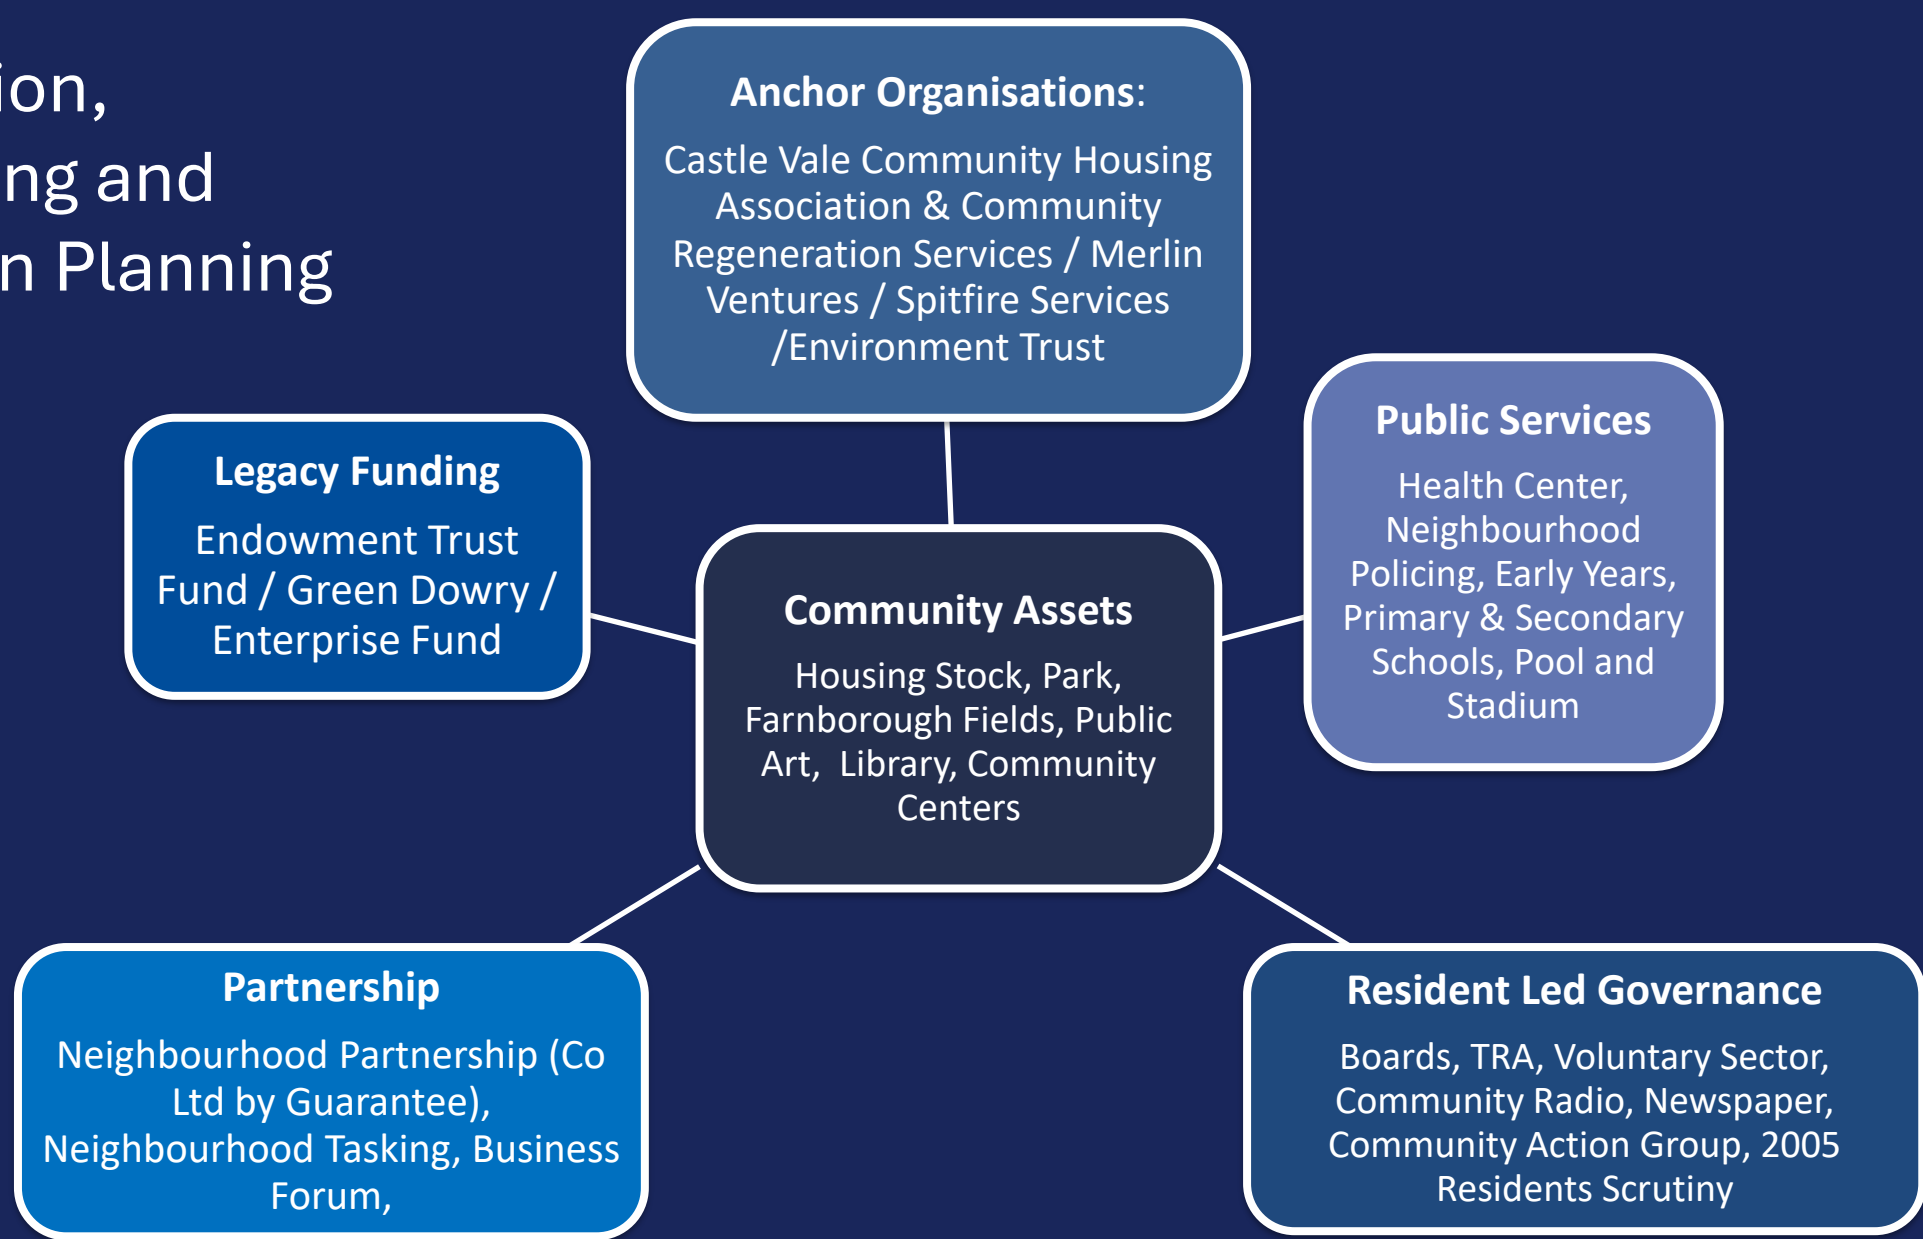 ion,
ng and
n Planning
Anchor Organisations:
Castle Vale Community Housing
Association & Community
Regeneration Services / Merlin
Ventures / Spitfire Services
/Environment Trust
Legacy Funding
Endowment Trust
Fund / Green Dowry /
Enterprise Fund
Public Services
Health Center,
Neighbourhood
Policing, Early Years,
Primary & Secondary
Schools, Pool and
Stadium
Community Assets
Housing Stock, Park,
Farnborough Fields, Public
Art, Library, Community
Centers
Partnership
Neighbourhood Partnership (Co
Ltd by Guarantee),
Neighbourhood Tasking, Business
Forum,
Resident Led Governance
Boards, TRA, Voluntary Sector,
Community Radio, Newspaper,
Community Action Group, 2005
Residents Scrutiny